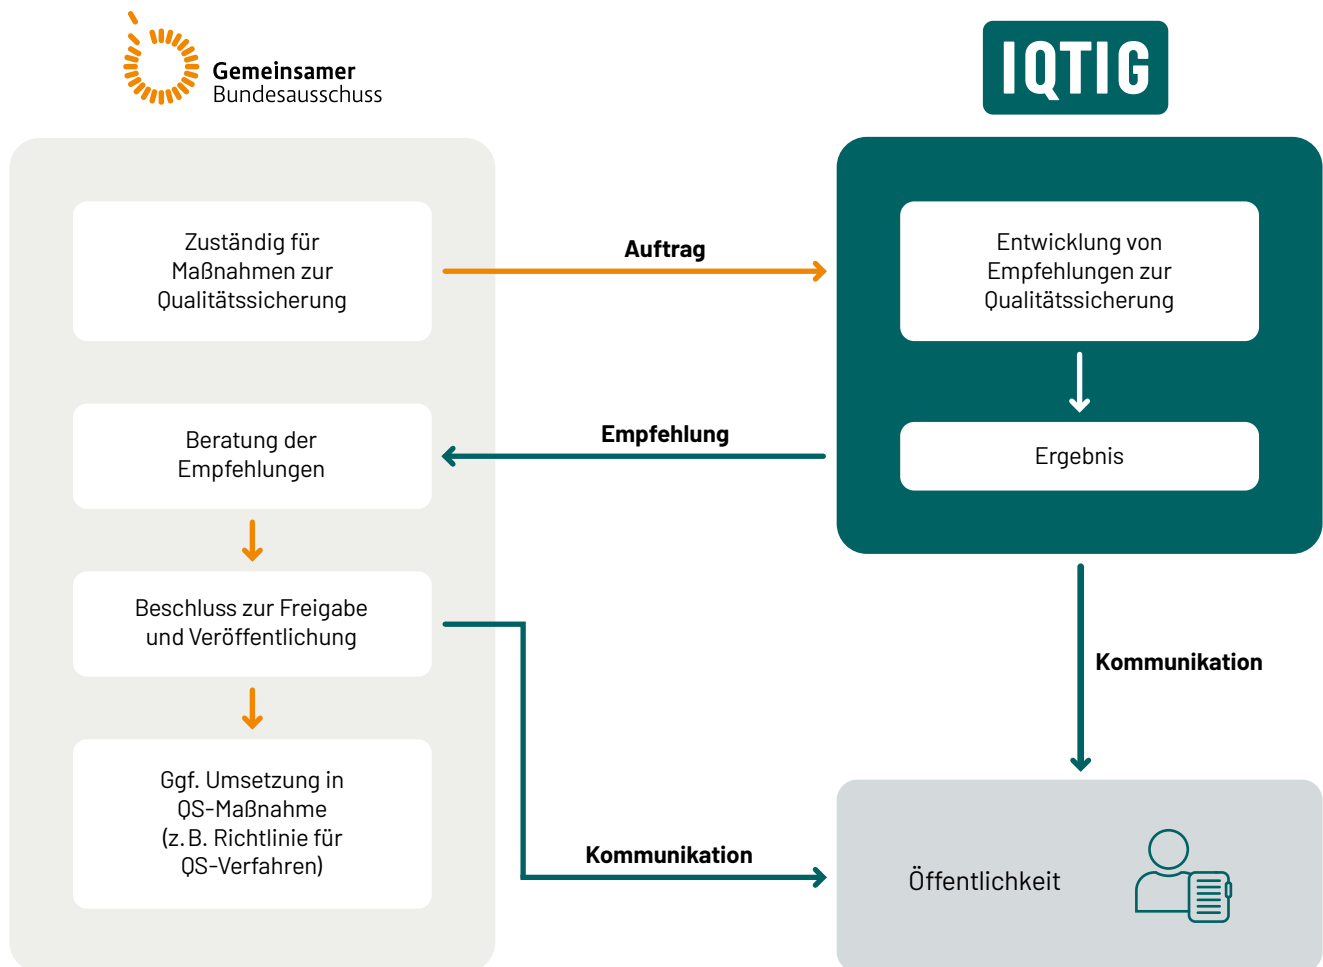 Gemeinsamer
Bundesausschuss
IQTIG
Zuständig für
Maßnahmen zur
Qualitätssicherung
Auftrag
Entwicklung von
Empfehlungen zur
Qualitätssicherung
Beratung der
Empfehlungen
Empfehlung
Ergebnis
Beschluss zur Freigabe
und Veröffentlichung
Kommunikation
Ggf. Umsetzung in
QS-Maßnahme
(z. B. Richtlinie für
QS-Verfahren)
Kommunikation
Öffentlichkeit